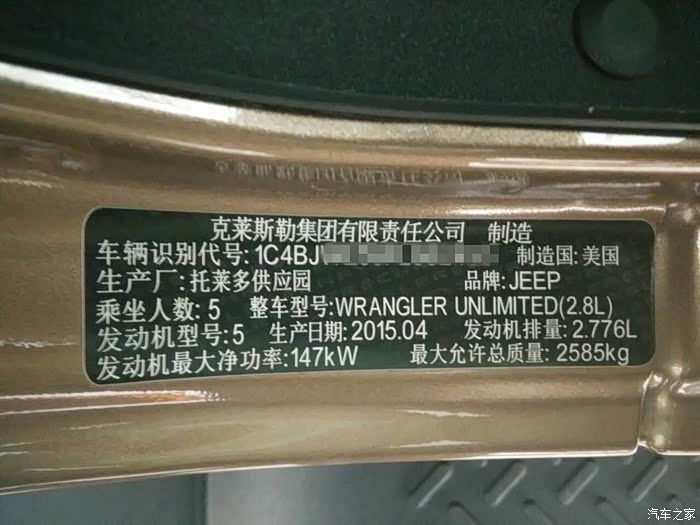 克莱斯勒集团有限责任公司 制造
车辆识别代号: 1C4BJ 制造国: 美国
生产厂: 托莱多供应园 品牌: JEEP
乘坐人数: 5 整车型号: WRANGLER UNLIMITED(2.8L)
发动机型号: 5 生产日期: 2015.04 发动机排量: 2.776L
发动机最大净功率: 147kW 最大允许总质量: 2585kg
汽车之家